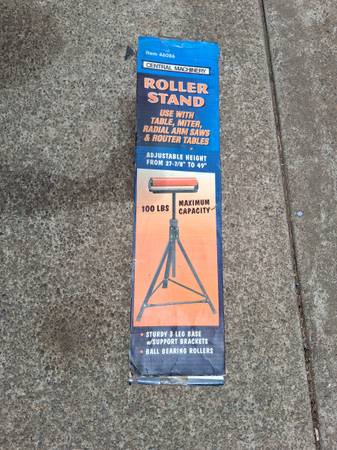 Item A6086
CENTRAL MACHINERY
ROLLER
STAND
USE WITH
TABLE, MITER,
RADIAL ARM SAWS
& ROUTER TABLES
ADJUSTABLE HEIGHT
FROM 27-7/8" TO 49"
100 LBS MAXIMUM
CAPACITY
• STURDY 3 LEG BASE
w/SUPPORT BRACKETS
• BALL BEARING ROLLERS